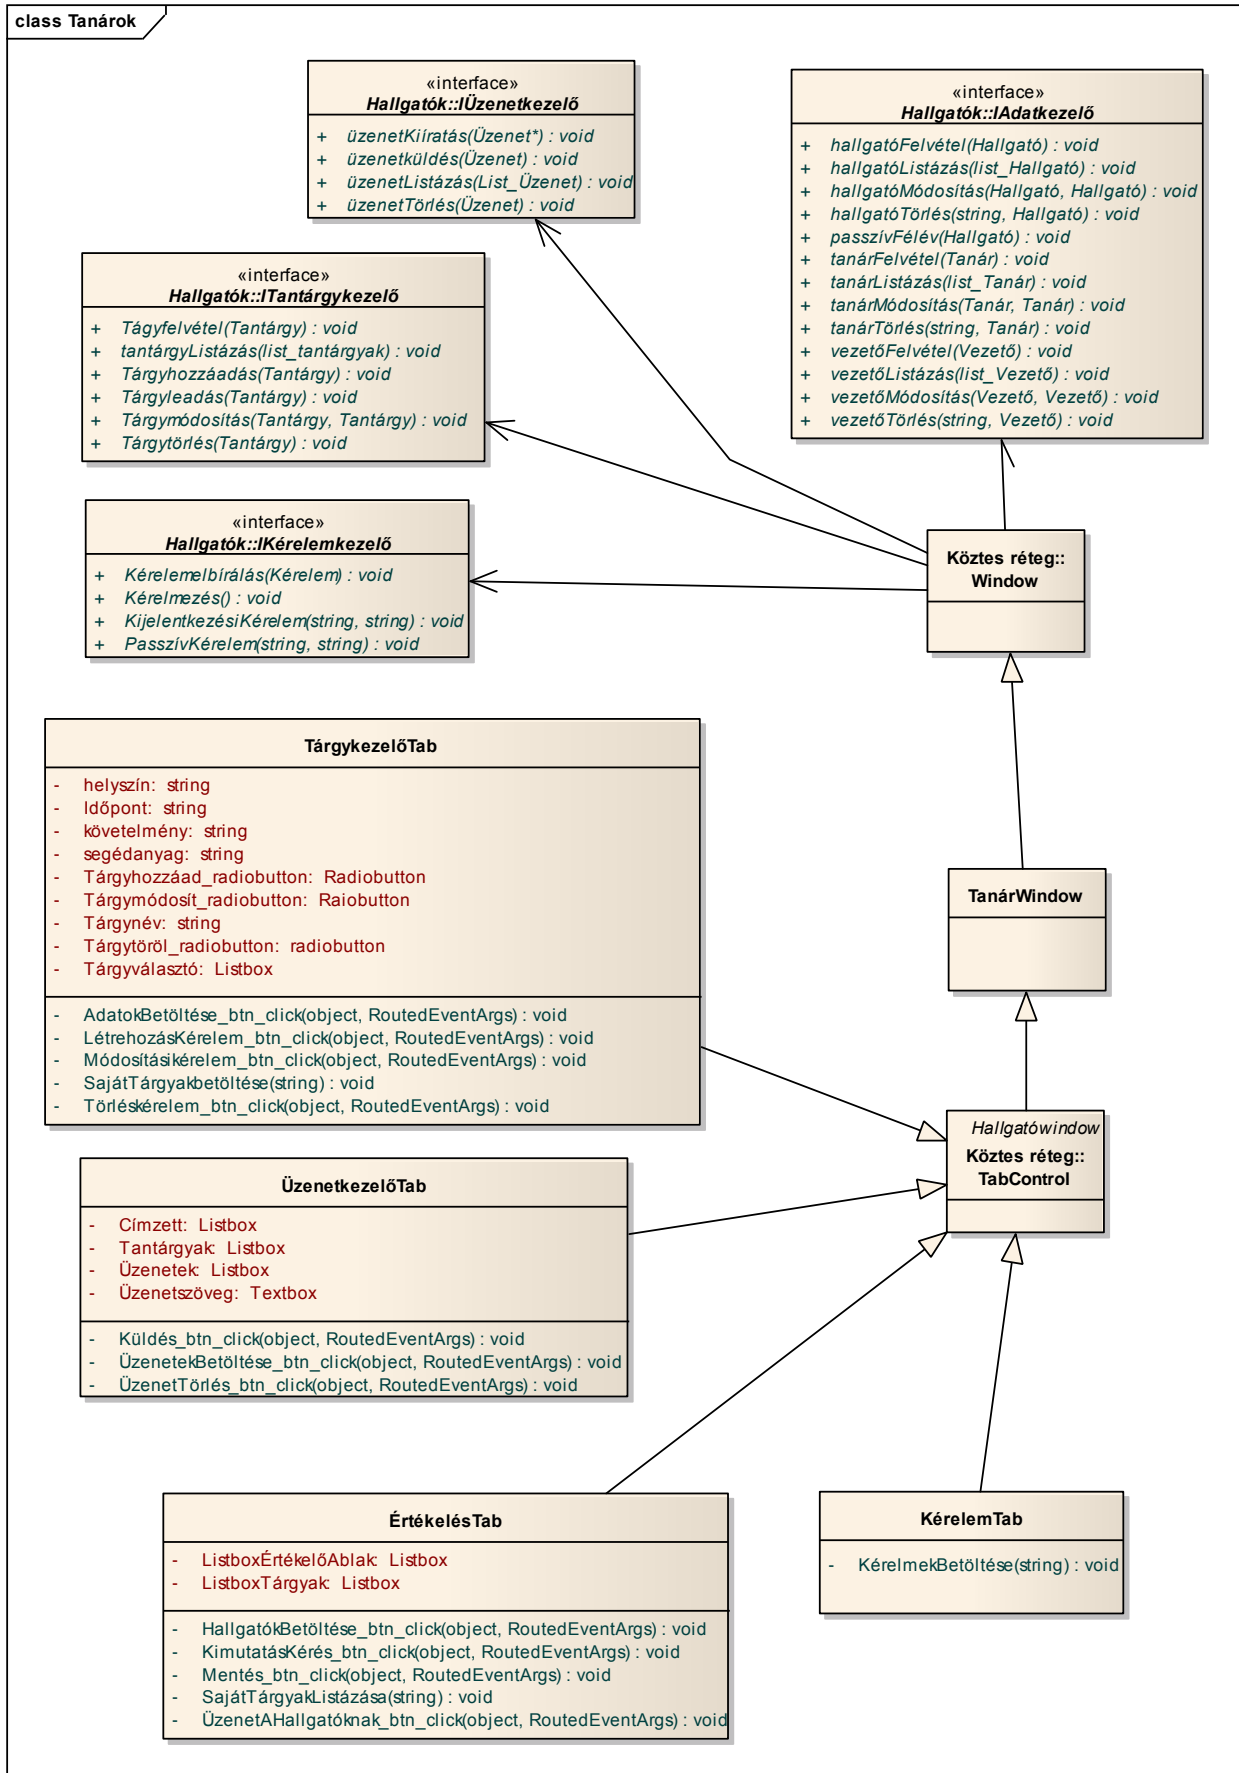 class Tanárok
«interface»
Hallgatók::IÜzenetkezelő
+ üzenetKiíratás(Üzenet*) : void
+ üzenetküldés(Üzenet) : void
+ üzenetListázás(List_Üzenet) : void
+ üzenetTörlés(Üzenet) : void
«interface»
Hallgatók::IAdatkezelő
+ hallgatóFelvétel(Hallgató) : void
+ hallgatóListázás(list_Hallgató) : void
+ hallgatóMódosítás(Hallgató, Hallgató) : void
+ hallgatóTörlés(string, Hallgató) : void
+ passzívFélév(Hallgató) : void
+ tanárFelvétel(Tanár) : void
+ tanárListázás(list_Tanár) : void
+ tanárMódosítás(Tanár, Tanár) : void
+ tanárTörlés(string, Tanár) : void
+ vezetőFelvétel(Vezető) : void
+ vezetőListázás(list_Vezető) : void
+ vezetőMódosítás(Vezető, Vezető) : void
+ vezetőTörlés(string, Vezető) : void
«interface»
Hallgatók::ITantárgykezelő
+ Tágyfelvétel(Tantárgy) : void
+ tantárgyListázás(list_tantárgyak) : void
+ Tárgyhozzáadás(Tantárgy) : void
+ Tárgyleadás(Tantárgy) : void
+ Tárgymódosítás(Tantárgy, Tantárgy) : void
+ Tárgytörlés(Tantárgy) : void
«interface»
Hallgatók::IKérelemkezelő
+ Kérelemelbírálás(Kérelem) : void
+ Kérelmezés() : void
+ KijelentkezésiKérelem(string, string) : void
+ PasszívKérelem(string, string) : void
Köztes réteg::
Window
TárgykezelőTab
- helyszín: string
- Időpont: string
- követelmény: string
- segédanyag: string
- Tárgyhozzáad_radiobutton: Radiobutton
- Tárgymódosít_radiobutton: Raiobutton
- Tárgynév: string
- Tárgytöröl_radiobutton: radiobutton
- Tárgyválasztó: Listbox
- AdatokBetöltése_btn_click(object, RoutedEventArgs) : void
- LétrehozásKérelem_btn_click(object, RoutedEventArgs) : void
- Módosításikérelem_btn_click(object, RoutedEventArgs) : void
- SajátTárgyakbetöltése(string) : void
- Törléskérelem_btn_click(object, RoutedEventArgs) : void
TanárWindow
Hallgatówindow
Köztes réteg::
TabControl
ÜzenetkezelőTab
- Címzett: Listbox
- Tantárgyak: Listbox
- Üzenetek: Listbox
- Üzenetszöveg: Textbox
- Küldés_btn_click(object, RoutedEventArgs) : void
- ÜzenetekBetöltése_btn_click(object, RoutedEventArgs) : void
- ÜzenetTörlés_btn_click(object, RoutedEventArgs) : void
ÉrtékelésTab
- ListboxÉrtékelőAblak: Listbox
- ListboxTárgyak: Listbox
- HallgatókBetöltése_btn_click(object, RoutedEventArgs) : void
- KimutatásKérés_btn_click(object, RoutedEventArgs) : void
- Mentés_btn_click(object, RoutedEventArgs) : void
- SajátTárgyakListázása(string) : void
- ÜzenetAHallgatóknak_btn_click(object, RoutedEventArgs) : void
KérelemTab
- KérelmekBetöltése(string) : void